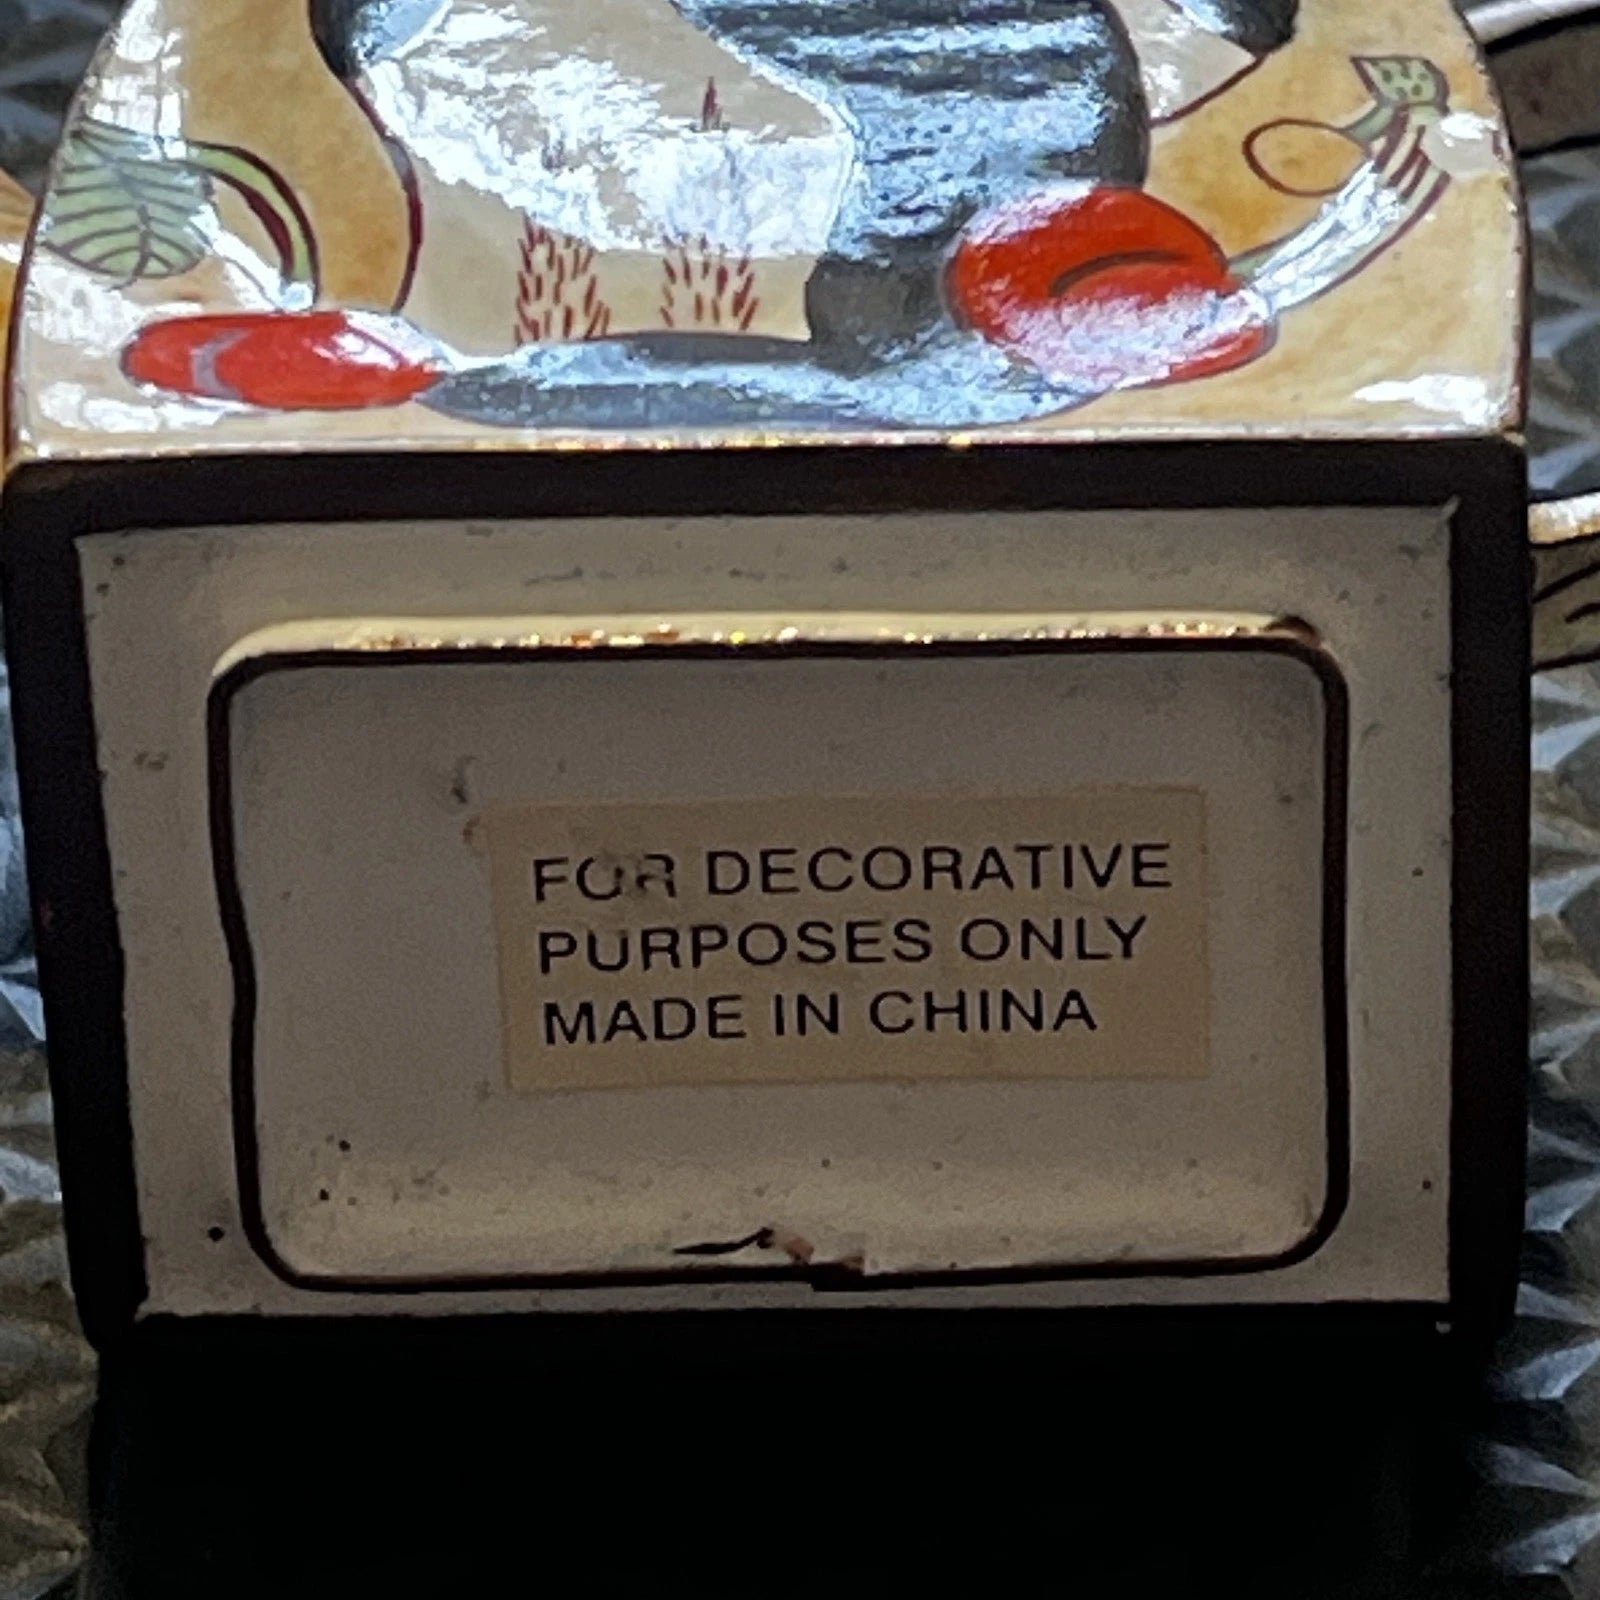 FOR DECORATIVE
PURPOSES ONLY
MADE IN CHINA